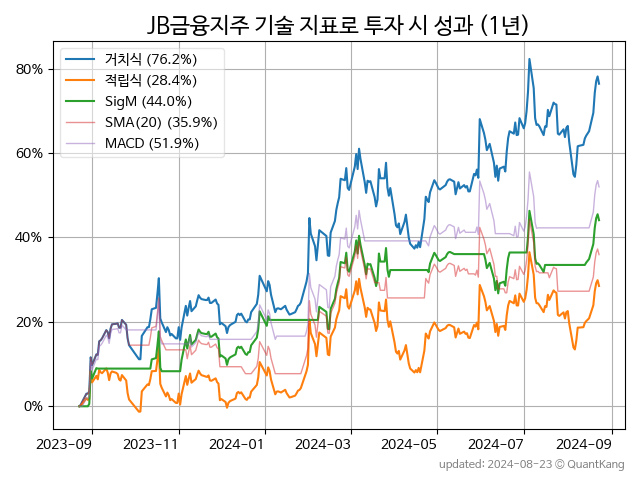 JB금융지주 기술 지표로 투자 시 성과 (1년)
거치식 (76.2%)
적립식 (28.4%)
SigM (44.0%)
SMA(20) (35.9%)
MACD (51.9%)
80%
60%
40%
20%
0%
2023-09 2023-11 2024-01 2024-03 2024-05 2024-07 2024-09
updated: 2024-08-23 © QuantKang